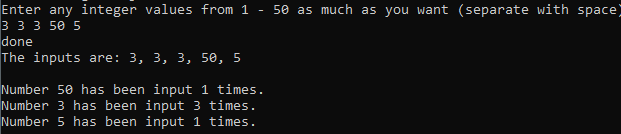 Enter any integer values from 1 - 50 as much as you want (separate with space)
3 3 3 50 5
done
The inputs are: 3, 3, 3, 50, 5
Number 50 has been input 1 times.
Number 3 has been input 3 times.
Number 5 has been input 1 times.